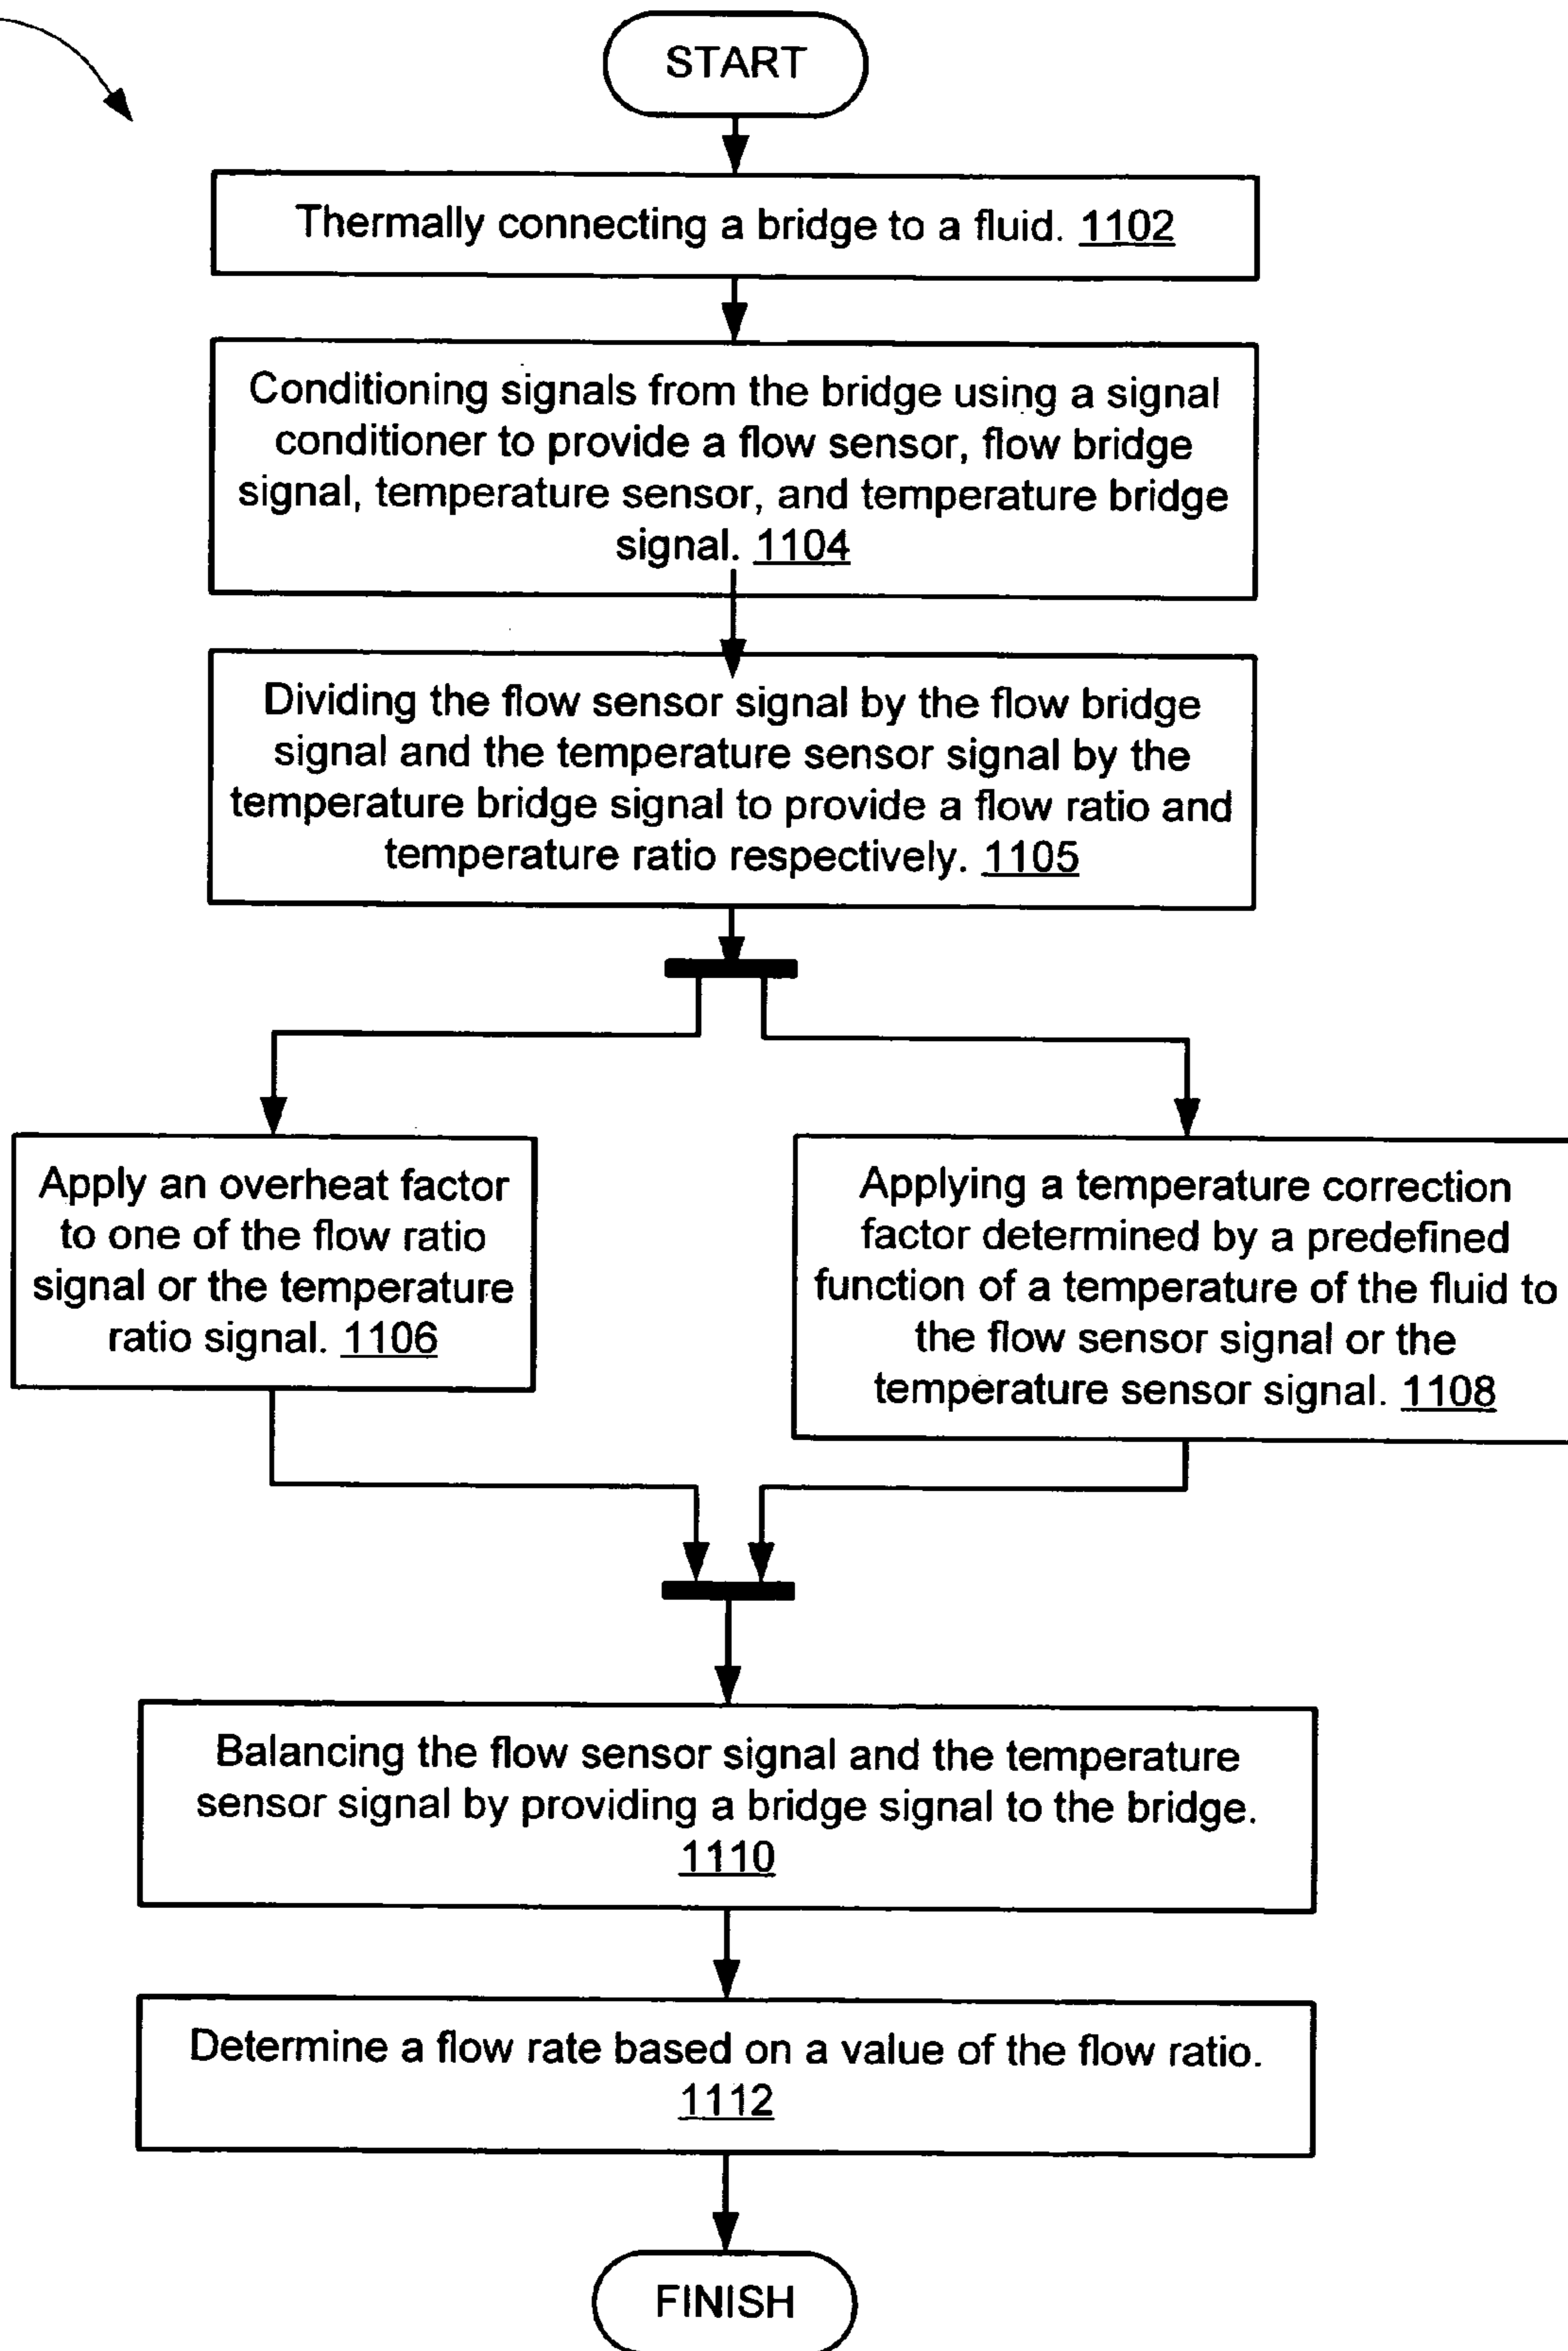 START
Thermally connecting a bridge to a fluid. 1102
Conditioning signals from the bridge using a signal
conditioner to provide a flow sensor, flow bridge
signal, temperature sensor, and temperature bridge
signal. 1104
Dividing the flow sensor signal by the flow bridge
signal and the temperature sensor signal by the
temperature bridge signal to provide a flow ratio and
temperature ratio respectively. 1105
Apply an overheat factor
to one of the flow ratio
signal or the temperature
ratio signal. 1106
Applying a temperature correction
factor determined by a predefined
function of a temperature of the fluid to
the flow sensor signal or the
temperature sensor signal. 1108
Balancing the flow sensor signal and the temperature
sensor signal by providing a bridge signal to the bridge.
1110
Determine a flow rate based on a value of the flow ratio.
1112
FINISH